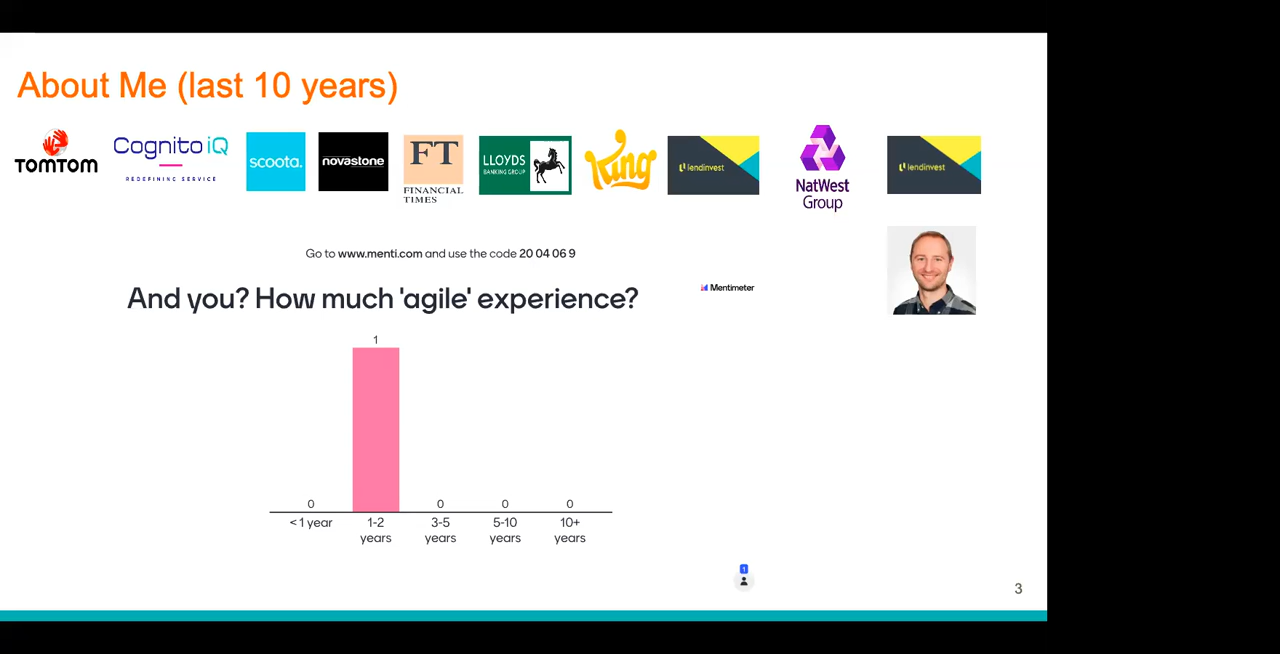 About Me (last 10 years)
TOMTOM
Cognito iQ
REDEFINING SERVICE
scoota.
novastone
FT
FINANCIAL
TIMES
LLOYDS
BANKING GROUP
King
lendinvest
NatWest
Group
lendinvest
Go to www.menti.com and use the code 20 04 06 9
And you? How much 'agile' experience?
Mentimeter
1
0
0
0
0
<1 year
1-2
years
3-5
years
5-10
years
10+
years
1
3